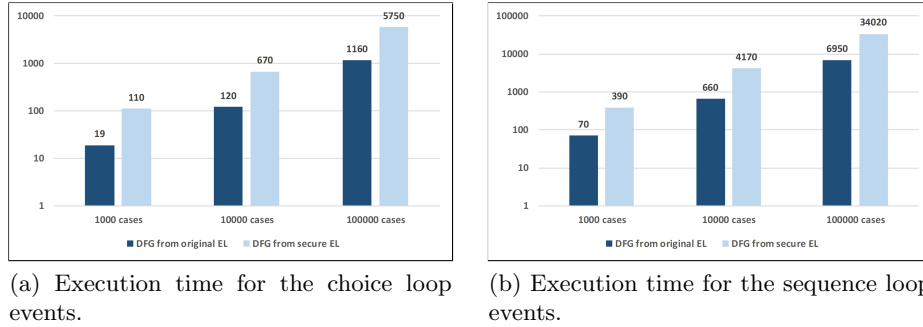 10000
1000
100
10
1
19
110
120
670
1160
5750
1000 cases
10000 cases
100000 cases
DFG from original EL
DFG from secure EL
(a) Execution time for the choice loop
events.
100000
10000
1000
100
10
1
70
390
660
4170
6950
34020
1000 cases
10000 cases
100000 cases
DFG from original EL
DFG from secure EL
(b) Execution time for the sequence loop
events.